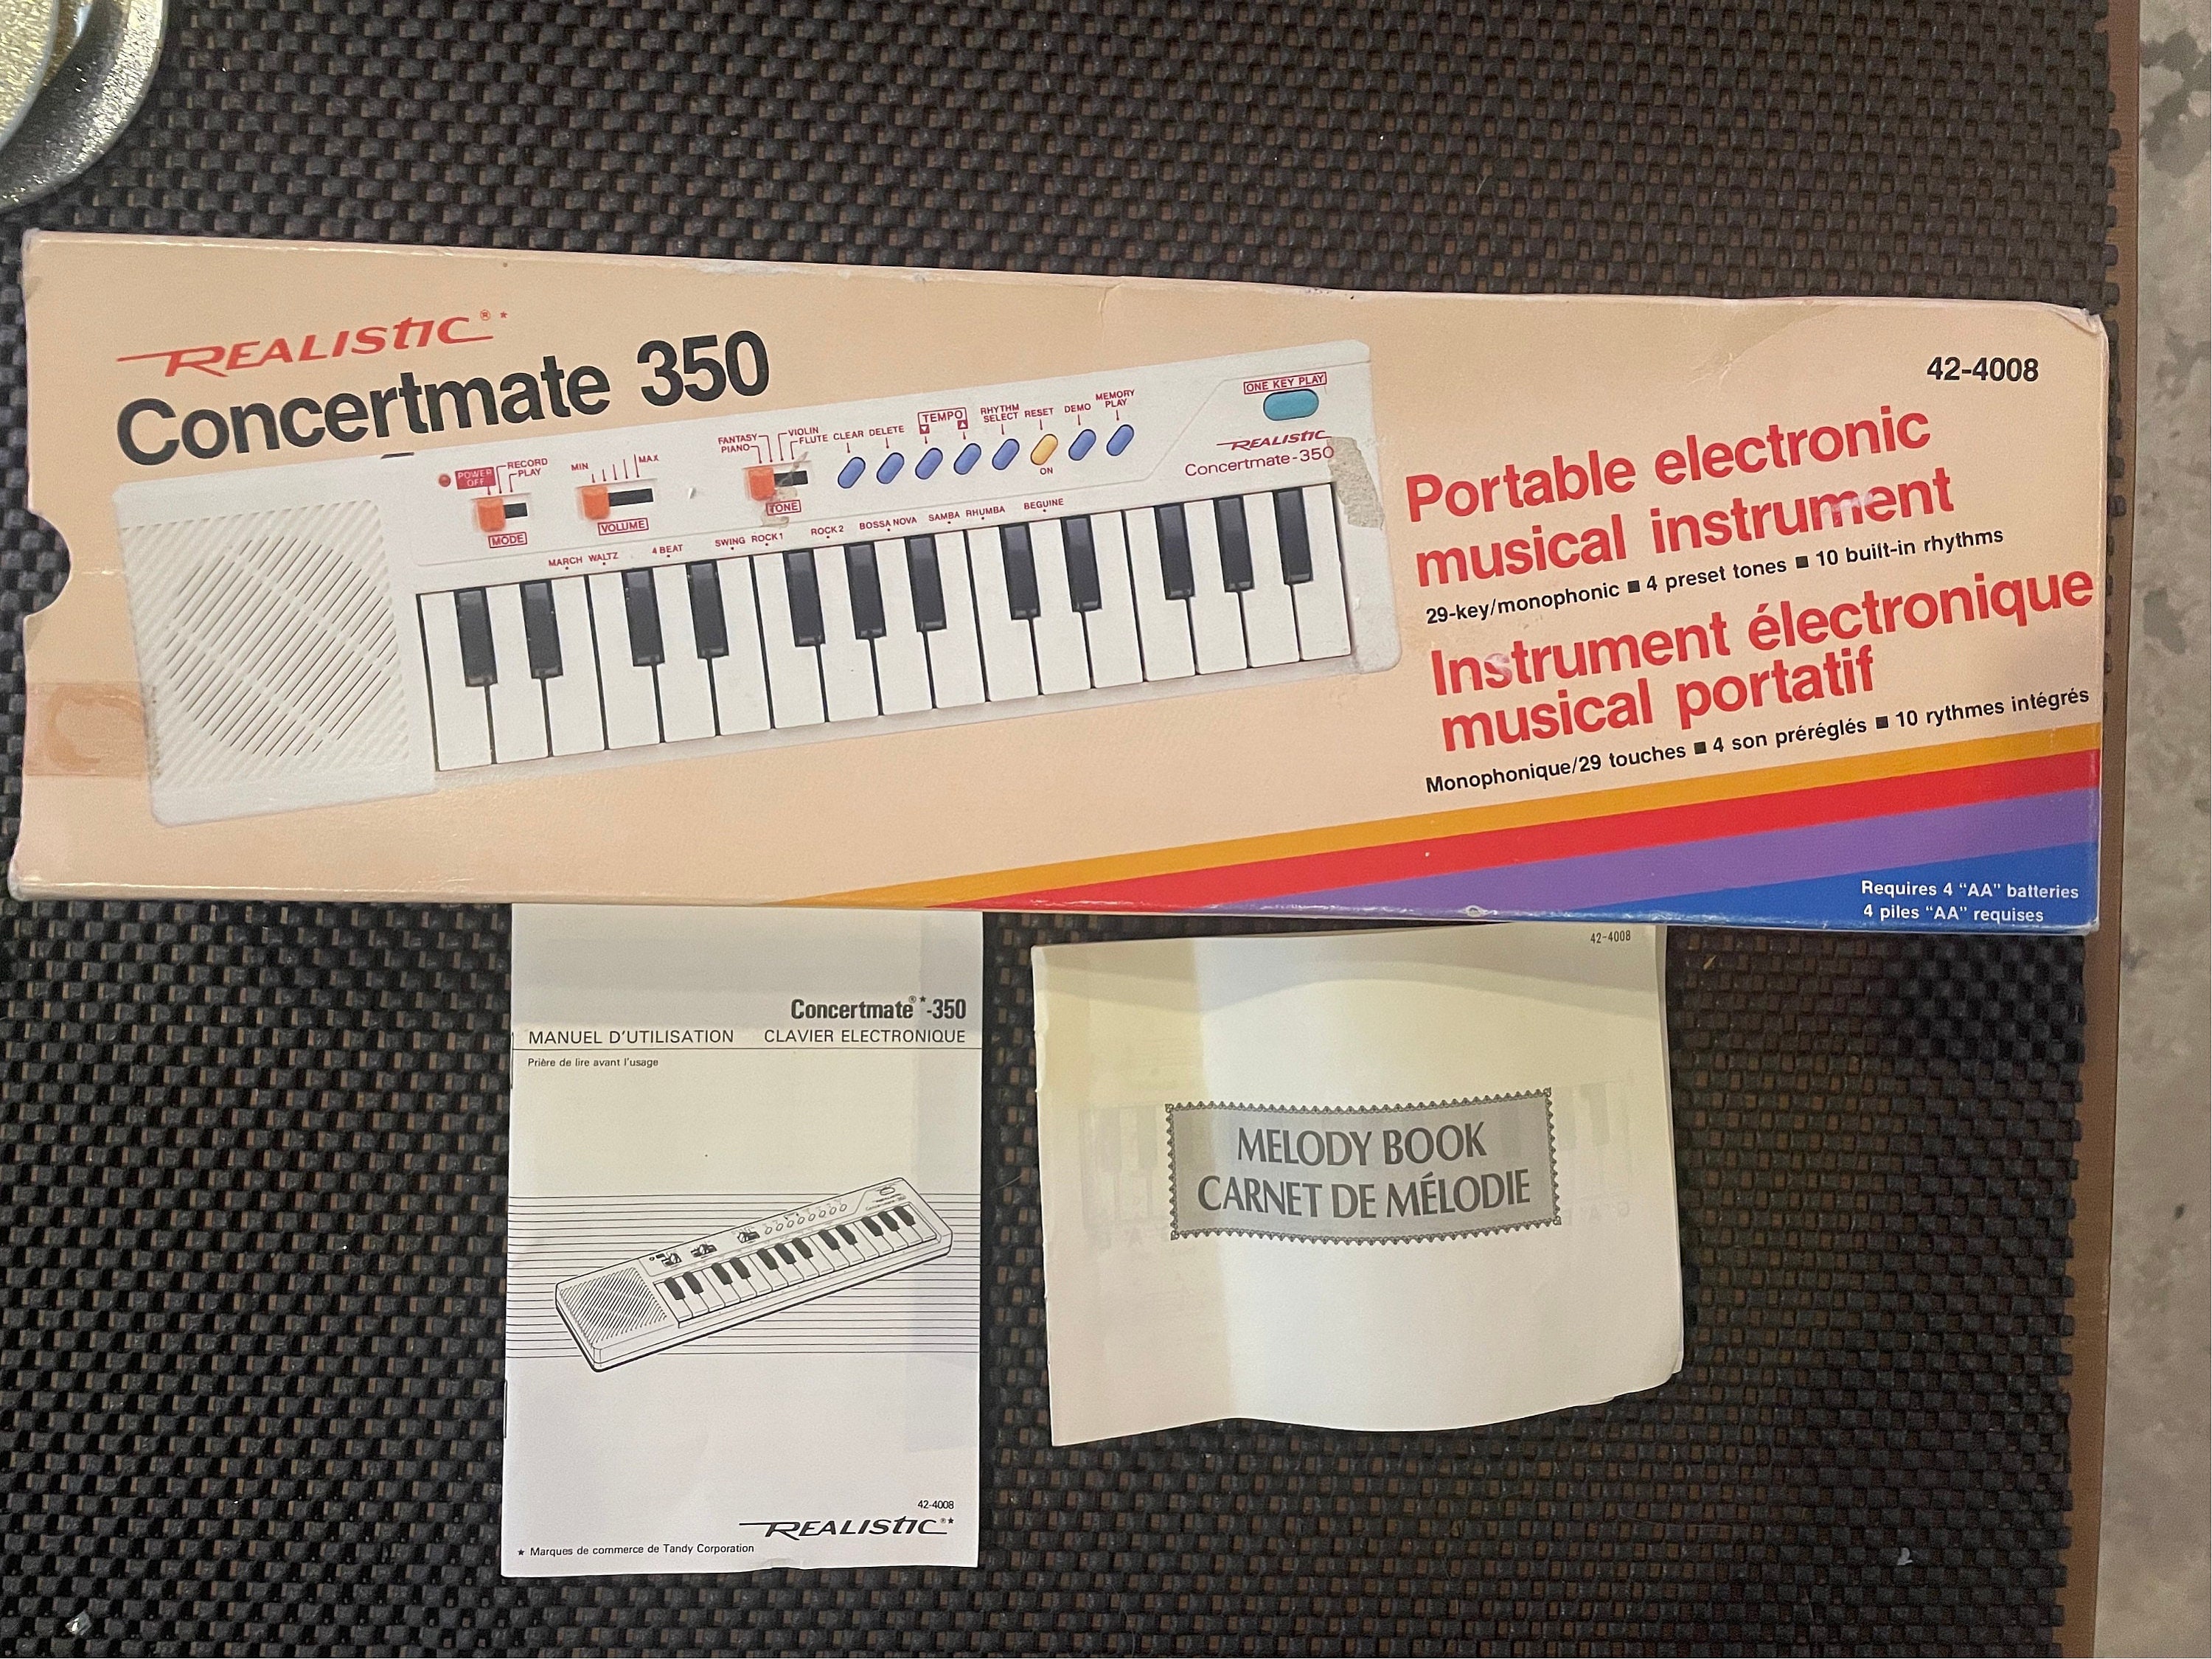 REALISTIC®*
Concertmate 350
42-4008
POWER
OFF
RECORD
PLAY
MODE
MIN
MAX
VOLUME
FANTASY
PIANO
VIOLIN
FLUTE
TONE
CLEAR
DELETE
TEMPO
RHYTHM
SELECT
RESET
ON
DEMO
MEMORY
PLAY
ONE KEY PLAY
REALISTIC
Concertmate-350
MARCH WALTZ 4 BEAT SWING ROCK1 ROCK2 BOSSA NOVA SAMBA RHUMBA BEGUINE
Portable electronic
musical instrument
29-key/monophonic ■ 4 preset tones ■ 10 built-in rhythms
Instrument électronique
musical portatif
Monophonique/29 touches ■ 4 son préréglés ■ 10 rythmes intégrés
Requires 4 "AA" batteries
4 piles "AA" requises
Concertmate®*-350
MANUEL D'UTILISATION CLAVIER ELECTRONIQUE
Prière de lire avant l'usage
42-4008
REALISTIC®*
★ Marques de commerce de Tandy Corporation
42-4008
MELODY BOOK
CARNET DE MÉLODIE